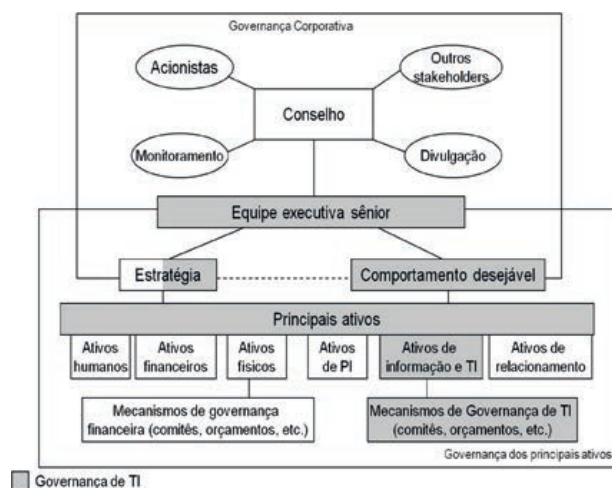 Governança Corporativa
Acionistas
Outros
stakeholders
Conselho
Monitoramento
Divulgação
Equipe executiva sênior
Estratégia
Comportamento desejável
Principais ativos
Ativos
humanos
Ativos
financeiros
Ativos
físicos
Ativos
de PI
Ativos de
informação e TI
Ativos de
relacionamento
Mecanismos de governança
financeira (comitês, orçamentos, etc.)
Mecanismos de Governança de TI
(comitês, orçamentos, etc.)
Governança dos principais ativos
Governança de TI